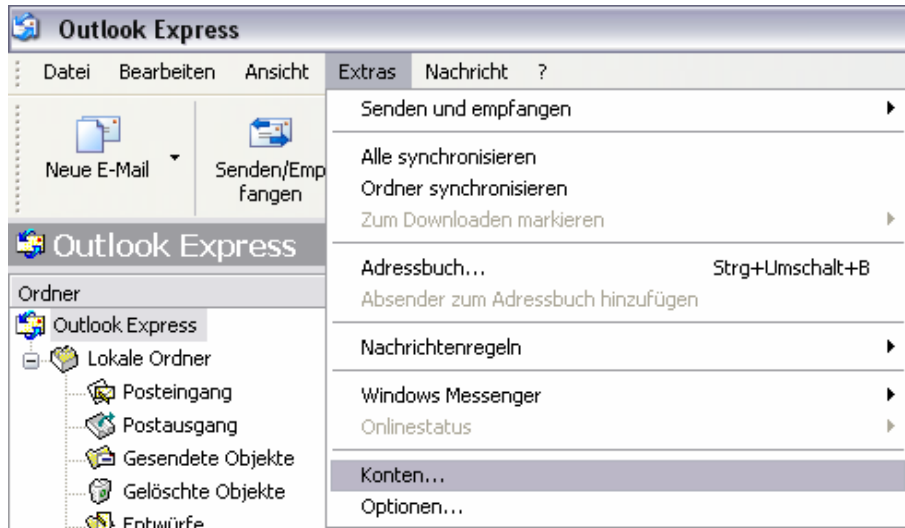 Outlook Express
Datei Bearbeiten Ansicht Extras Nachricht ?
Neue E-Mail
Senden/Emp
fangen
Outlook Express
Ordner
Outlook Express
Lokale Ordner
Posteingang
Postausgang
Gesendete Objekte
Gelöschte Objekte
Entwürfe
Senden und empfangen
Alle synchronisieren
Ordner synchronisieren
Zum Downloaden markieren
Adressbuch... Strg+Umschalt+B
Absender zum Adressbuch hinzufügen
Nachrichtenregeln
Windows Messenger
Onlinestatus
Konten...
Optionen...